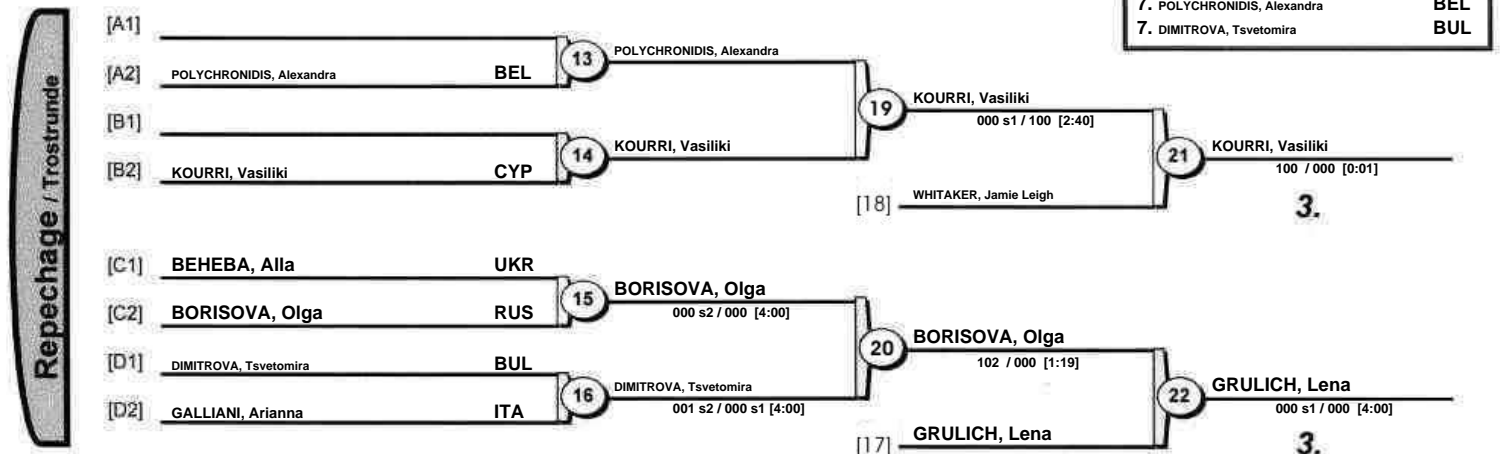 7. POLYCHRONIDIS, Alexandra BEL
7. DIMITROVA, Tsvetomira BUL
Repechage / Trostrunde
[A1]
[A2] POLYCHRONIDIS, Alexandra BEL
13 POLYCHRONIDIS, Alexandra
[B1]
[B2] KOURRI, Vasiliki CYP
14 KOURRI, Vasiliki
19 KOURRI, Vasiliki
000 s1 / 100 [2:40]
[18] WHITAKER, Jamie Leigh
21 KOURRI, Vasiliki
100 / 000 [0:01]
3.
[C1] BEHEBA, Alla UKR
[C2] BORISOVA, Olga RUS
15 BORISOVA, Olga
000 s2 / 000 [4:00]
[D1] DIMITROVA, Tsvetomira BUL
[D2] GALLIANI, Arianna ITA
16 DIMITROVA, Tsvetomira
001 s2 / 000 s1 [4:00]
20 BORISOVA, Olga
102 / 000 [1:19]
[17] GRULICH, Lena
22 GRULICH, Lena
000 s1 / 000 [4:00]
3.